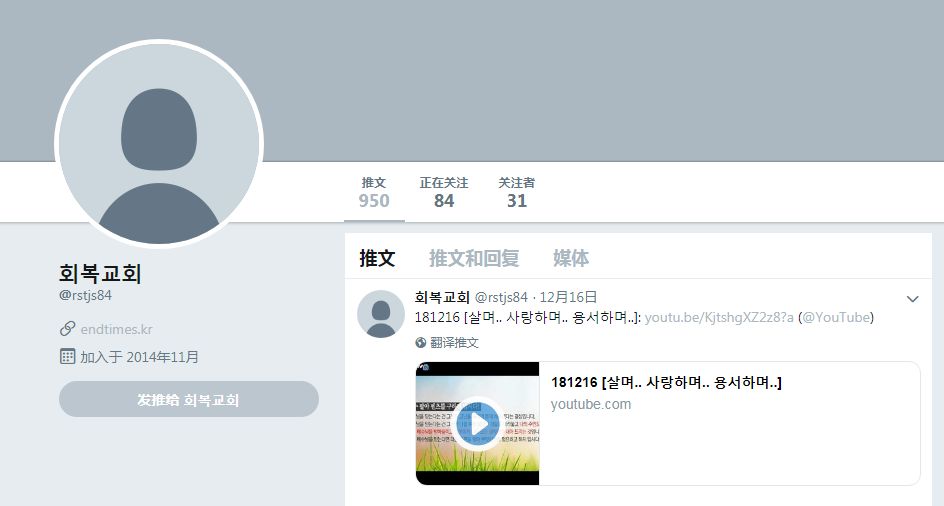 推文
950
正在关注
84
关注者
31
회복교회
@rstjs84
endtimes.kr
加入于 2014年11月
发推给 회복교회
推文 推文和回复 媒体
회복교회 @rstjs84 · 12月16日
181216 [살며.. 사랑하며.. 용서하며..]: youtu.be/KjtshgXZ2z8?a (@YouTube)
翻译推文
181216 [살며.. 사랑하며.. 용서하며..]
youtube.com